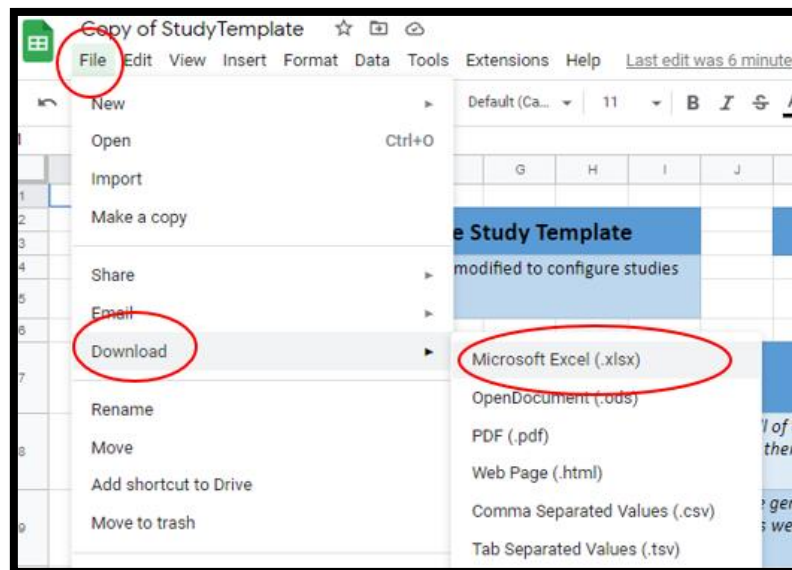 Copy of StudyTemplate
File Edit View Insert Format Data Tools Extensions Help Last edit was 6 minute
Default (Ca... 11 B I S A
New
Open Ctrl+O
Import
Make a copy
Share
Email
Download
Rename
Move
Add shortcut to Drive
Move to trash
Microsoft Excel (.xlsx)
OpenDocument (.ods)
PDF (.pdf)
Web Page (.html)
Comma Separated Values (.csv)
Tab Separated Values (.tsv)
G H I J
1
2
3
4
5
6
7
8
9
e Study Template
modified to configure studies
of